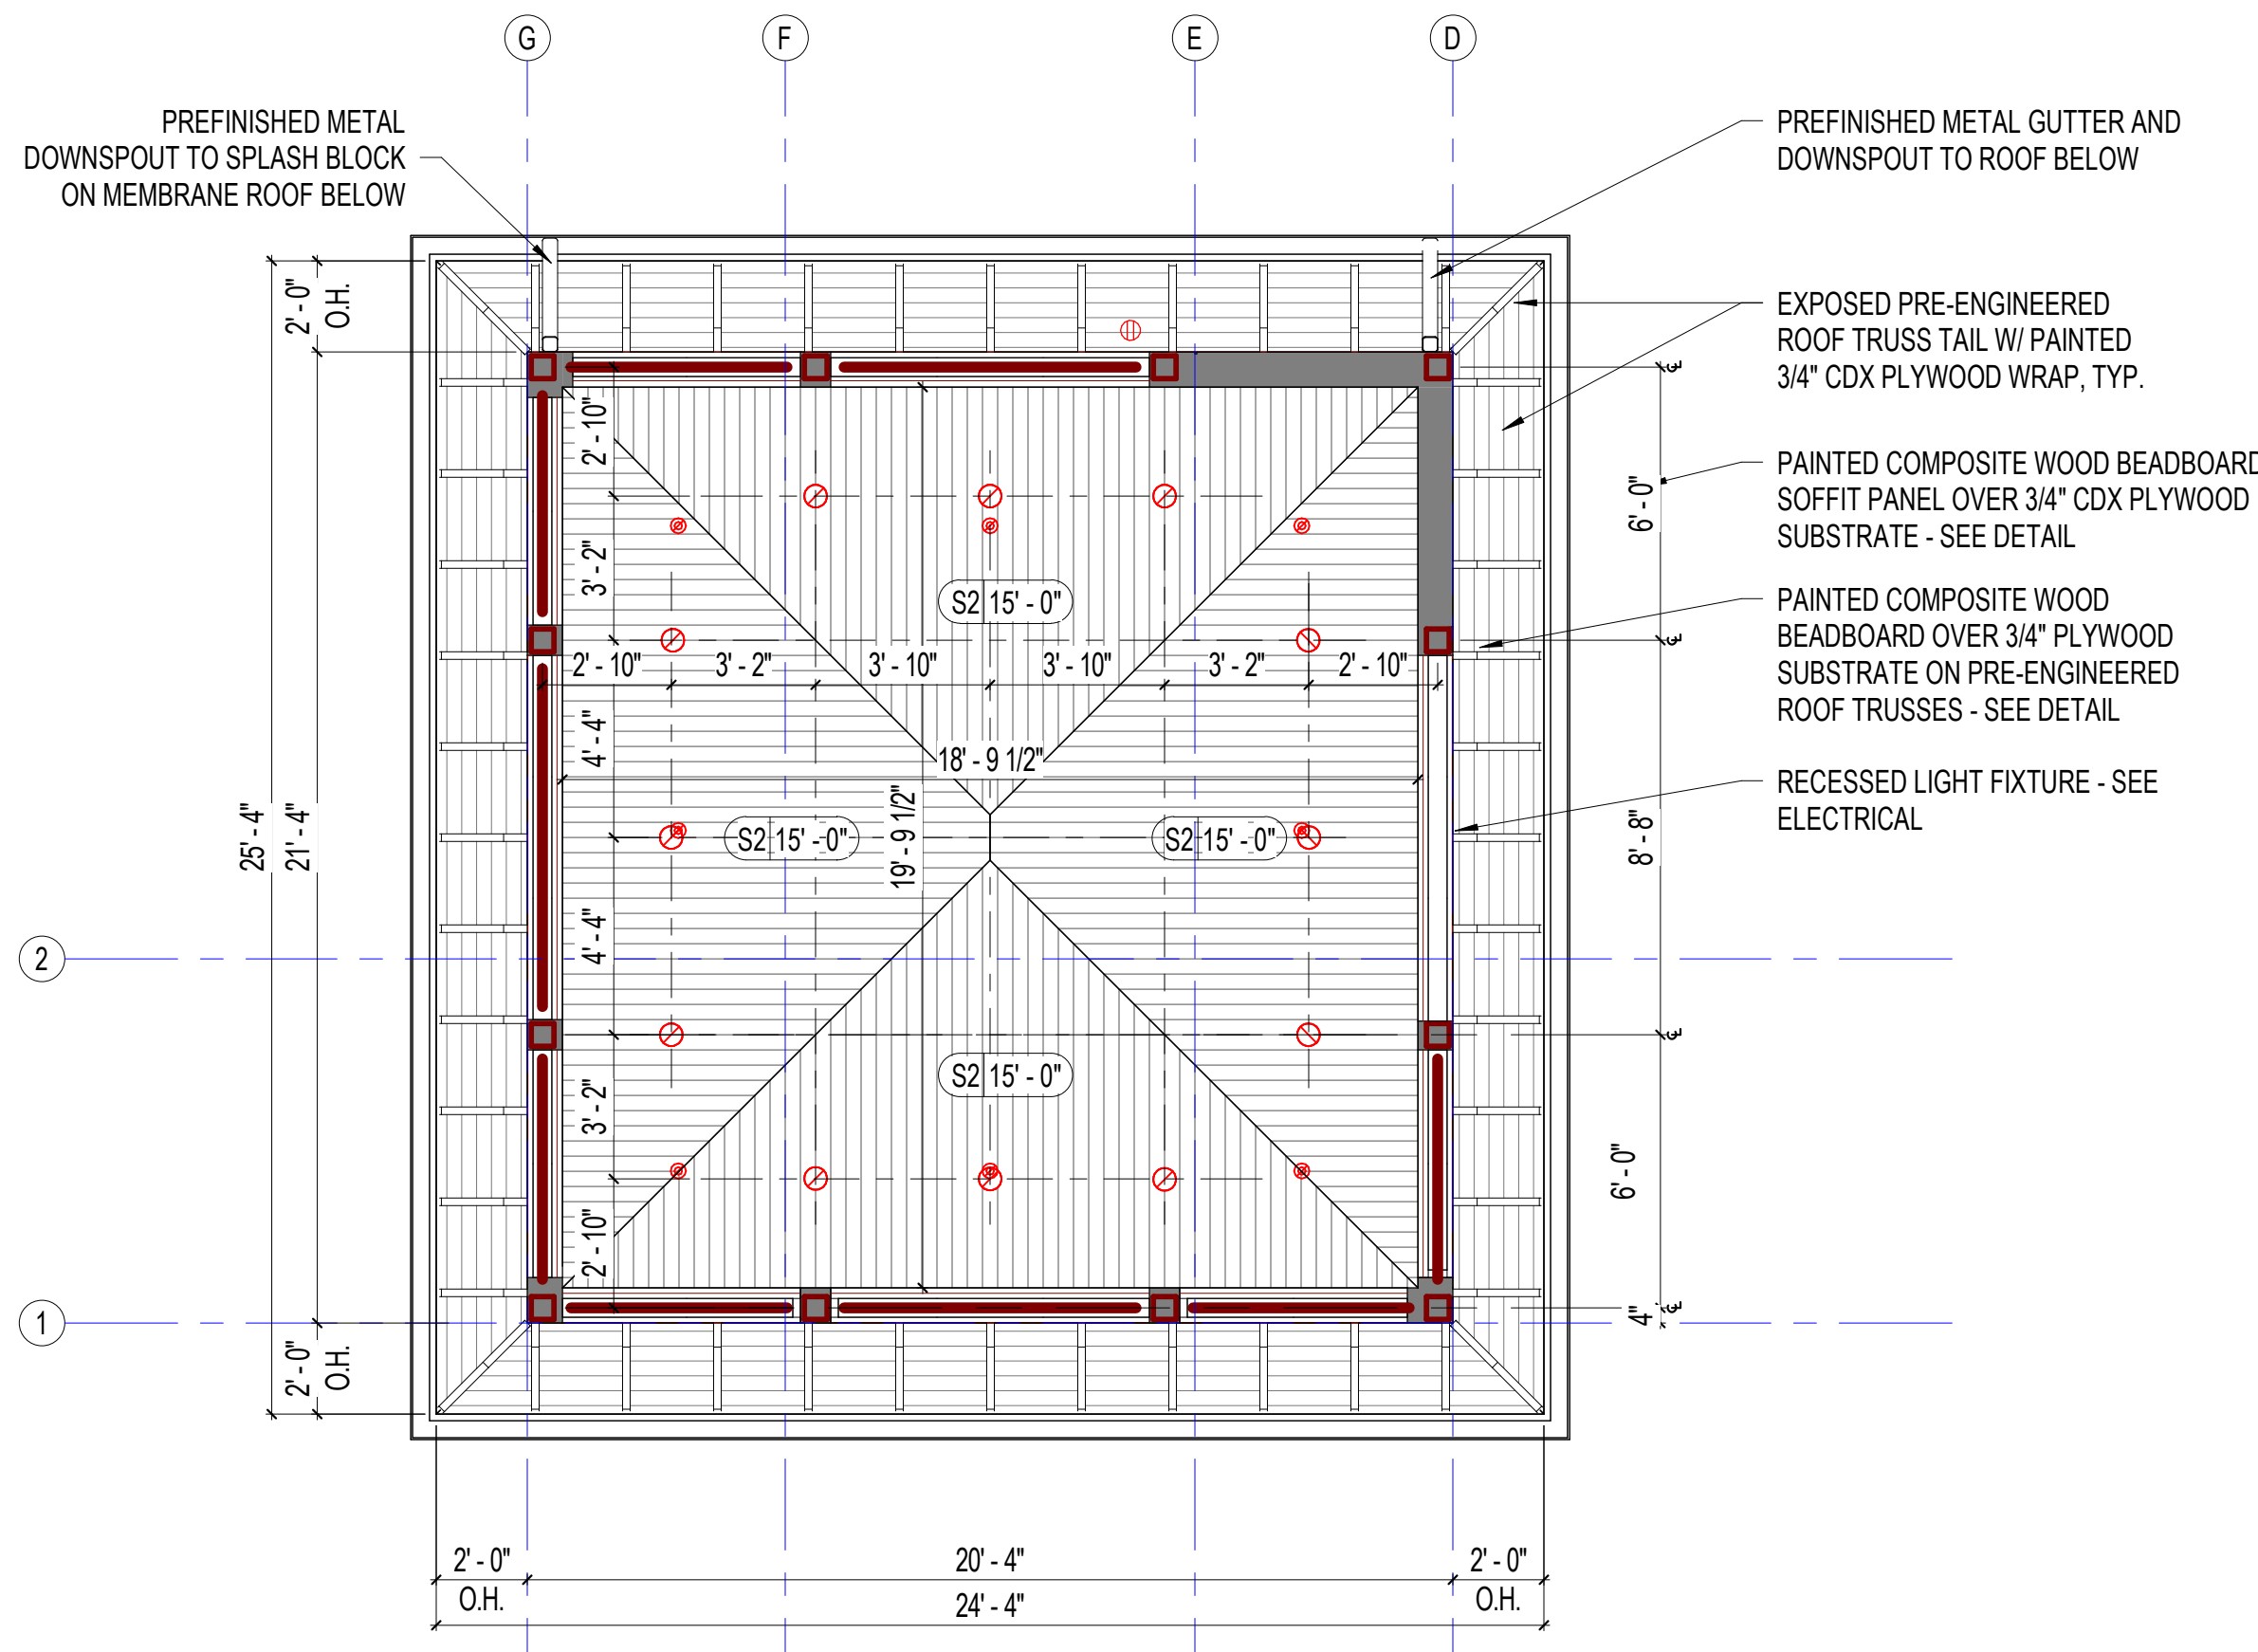 G
F
E
D
PREFINISHED METAL
DOWNSPOUT TO SPLASH BLOCK
ON MEMBRANE ROOF BELOW
PREFINISHED METAL GUTTER AND
DOWNSPOUT TO ROOF BELOW
EXPOSED PRE-ENGINEERED
ROOF TRUSS TAIL W/ PAINTED
3/4" CDX PLYWOOD WRAP, TYP.
PAINTED COMPOSITE WOOD BEADBOARD
SOFFIT PANEL OVER 3/4" CDX PLYWOOD
SUBSTRATE - SEE DETAIL
PAINTED COMPOSITE WOOD
BEADBOARD OVER 3/4" PLYWOOD
SUBSTRATE ON PRE-ENGINEERED
ROOF TRUSSES - SEE DETAIL
RECESSED LIGHT FIXTURE - SEE
ELECTRICAL
2' - 0"
O.H.
25' - 4"
21' - 4"
2' - 0"
O.H.
2' - 10"
3' - 2"
4' - 4"
4' - 4"
3' - 2"
2' - 10"
S2 15' - 0"
2' - 10"
3' - 2"
3' - 10"
3' - 10"
3' - 2"
2' - 10"
18' - 9 1/2"
19' - 9 1/2"
S2 15' - 0"
S2 15' - 0"
S2 15' - 0"
℄
6' - 0"
℄
8' - 8"
℄
6' - 0"
℄
4"
2
1
2' - 0"
O.H.
20' - 4"
2' - 0"
O.H.
24' - 4"